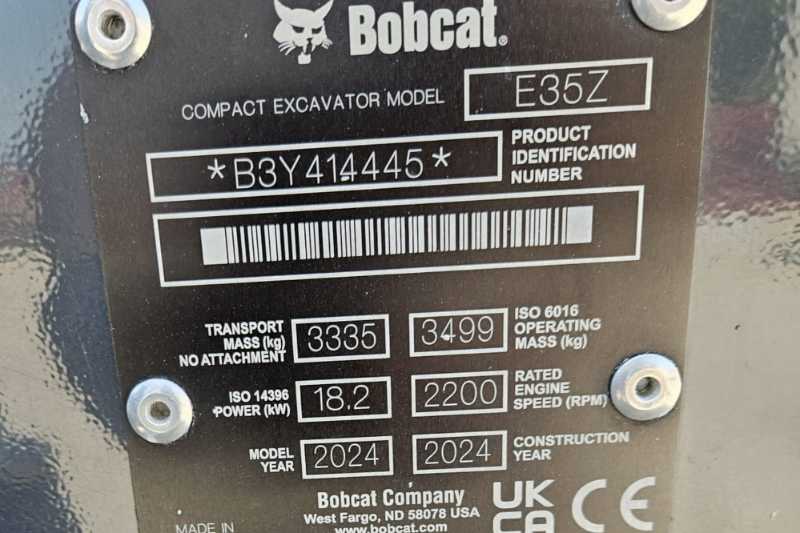 Bobcat®
COMPACT EXCAVATOR MODEL E35Z
*B3Y414445*
PRODUCT
IDENTIFICATION
NUMBER
TRANSPORT
MASS (kg)
NO ATTACHMENT
3335
3499
ISO 6016
OPERATING
MASS (kg)
ISO 14396
POWER (kW)
18.2
2200
RATED
ENGINE
SPEED (RPM)
MODEL
YEAR
2024
2024
CONSTRUCTION
YEAR
Bobcat Company
West Fargo, ND 58078 USA
www.bobcat.com
MADE IN
UK
CA
CE